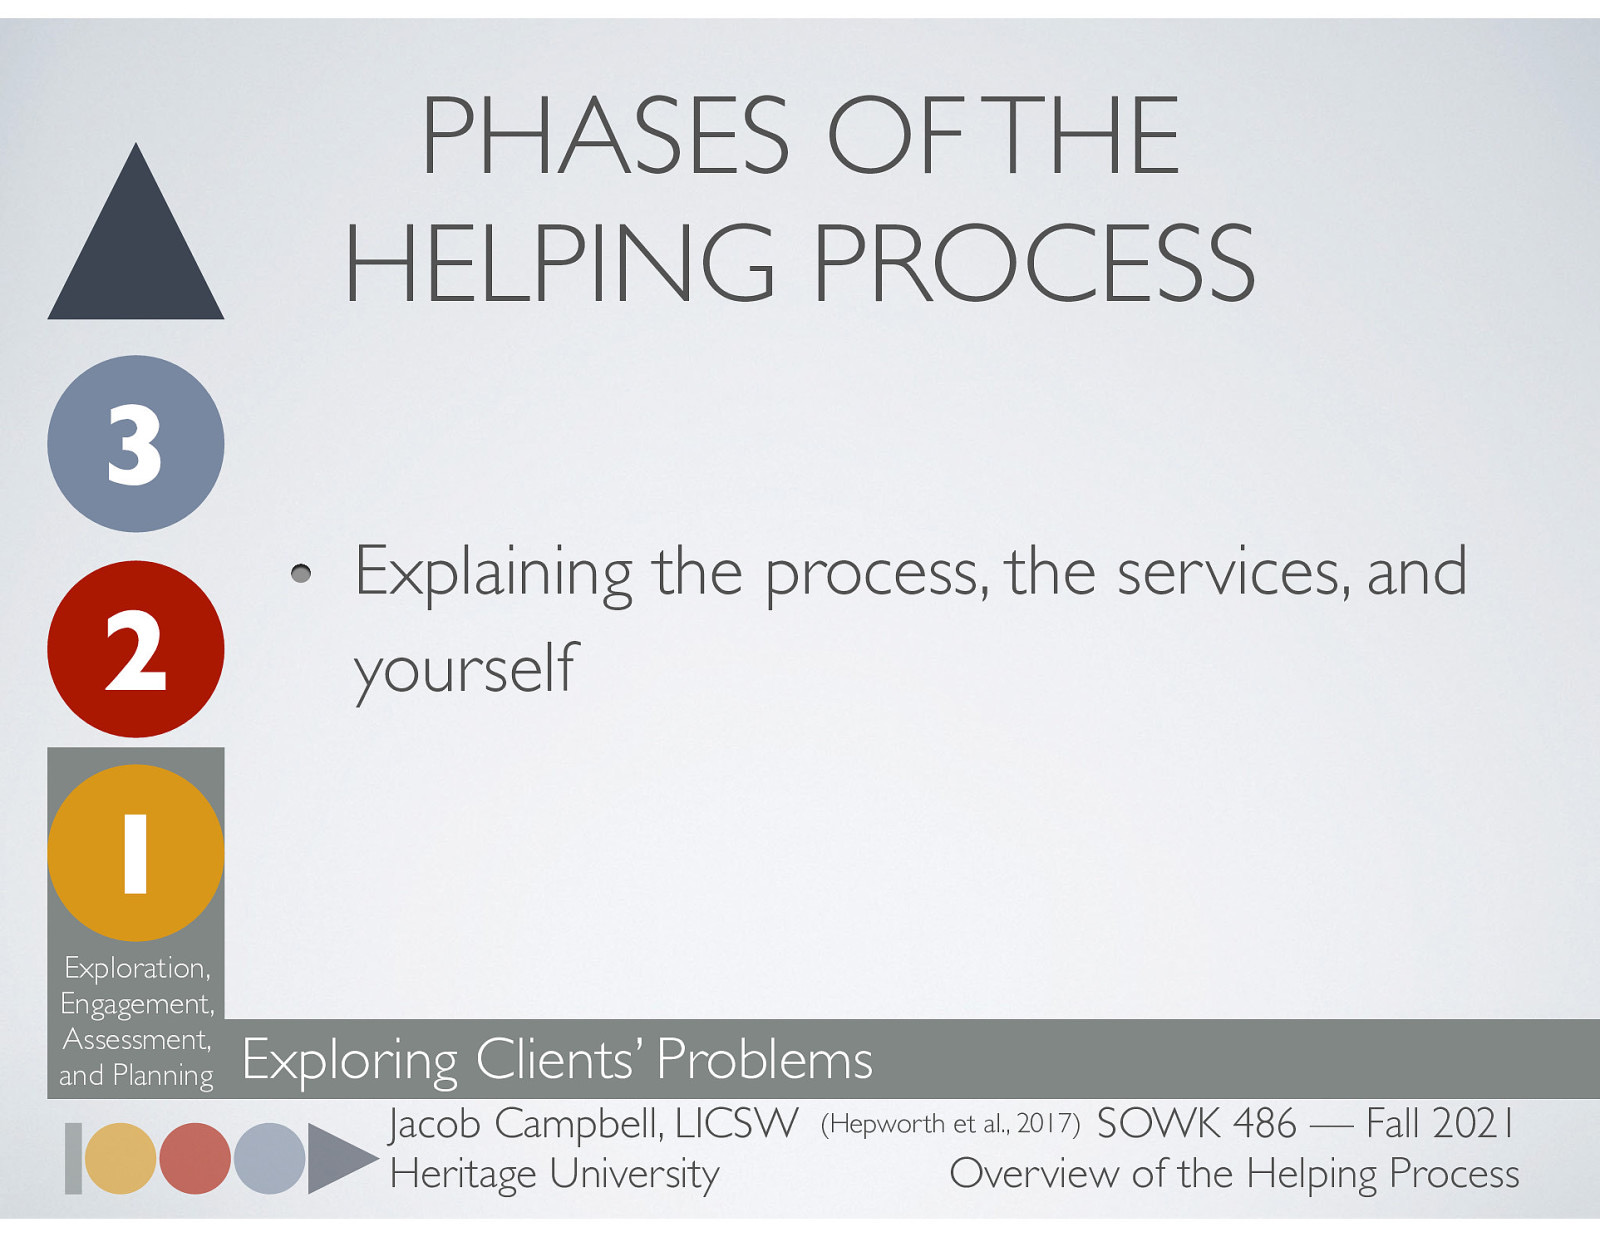 PHASES OF THE
HELPING PROCESS
3
2
1
• Explaining the process, the services, and
yourself
Exploration,
Engagement,
Assessment,
and Planning
Exploring Clients’ Problems
Jacob Campbell, LICSW (Hepworth et al., 2017) SOWK 486 — Fall 2021
Heritage University Overview of the Helping Process